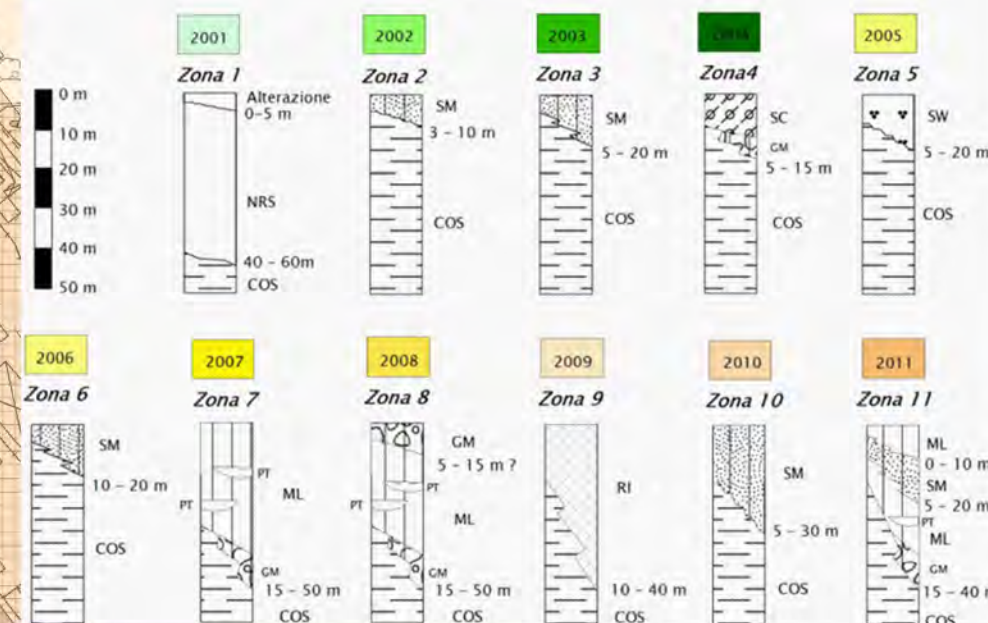 2001
2002
2003
2005
Zona 1
Zona 2
Zona 3
Zona4
Zona 5
0 m
10 m
20 m
30 m
40 m
50 m
Alterazione
0-5 m
NRS
40 - 60m
COS
SM
3 - 10 m
COS
SM
5 - 20 m
COS
SC
GM
5 - 15 m
COS
SW
5 - 20 m
COS
2006
2007
2008
2009
2010
2011
Zona 6
Zona 7
Zona 8
Zona 9
Zona 10
Zona 11
SM
10 - 20 m
COS
PT
PT
ML
GM
15 - 50 m
COS
GM
5 - 15 m ?
PT
PT
ML
GM
15 - 50 m
COS
RI
10 - 40 m
COS
SM
5 - 30 m
COS
ML
0 - 10 m
SM
5 - 20 m
PT
ML
GM
15 - 40 m
COS